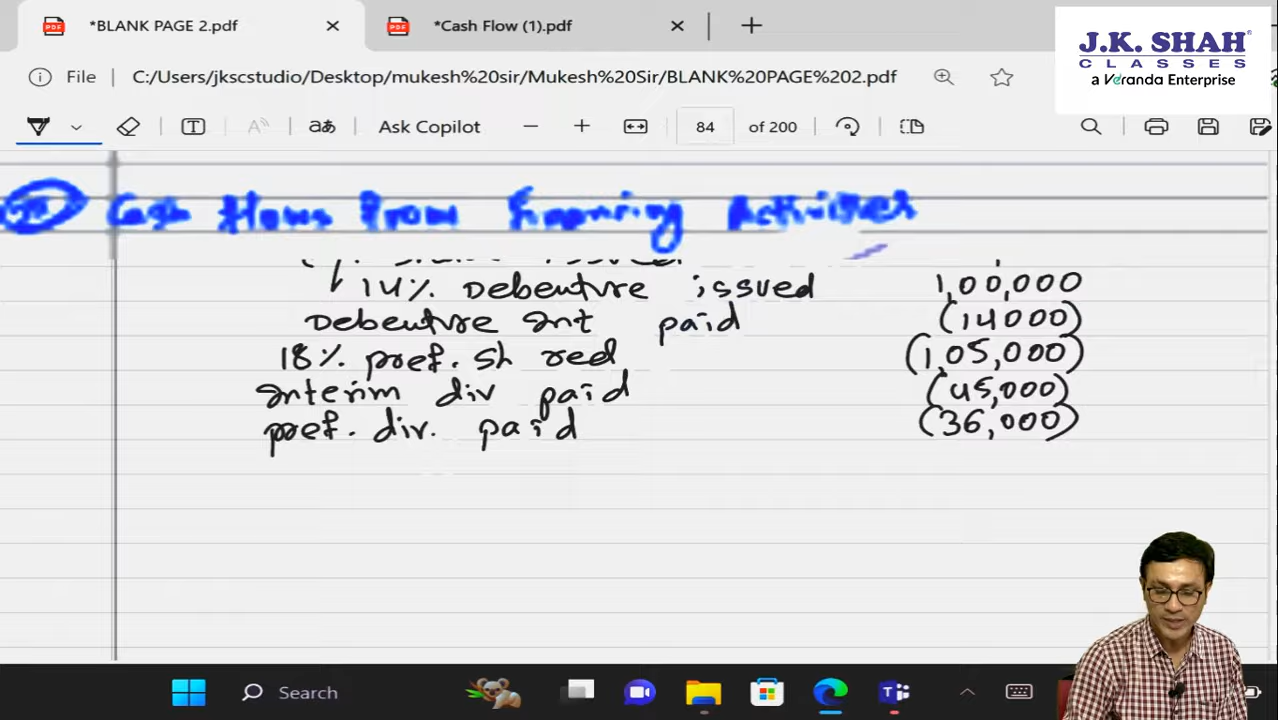 *BLANK PAGE 2.pdf
*Cash Flow (1).pdf
J.K. SHAH
CLASSES
a Veranda Enterprise
File C:/Users/jkscstudio/Desktop/mukesh%20sir/Mukesh%20Sir/BLANK%20PAGE%202.pdf
Ask Copilot 84 of 200
Cash Flows From Financing Activities
14% Debenture issued 1,00,000
Debenture Int paid (14000)
18% pref. sh red (1,05,000)
Interim div paid (45,000)
pref. div. paid (36,000)
Search